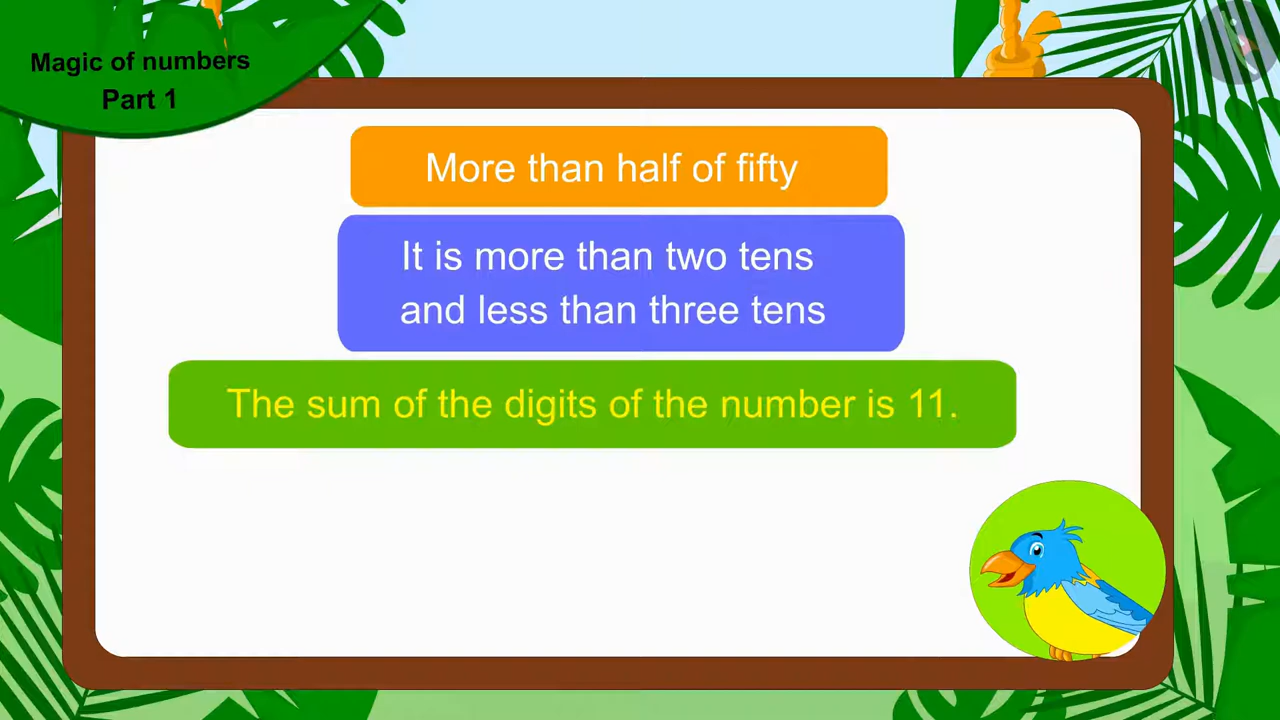 Magic of numbers
Part 1
More than half of fifty
It is more than two tens
and less than three tens
The sum of the digits of the number is 11.